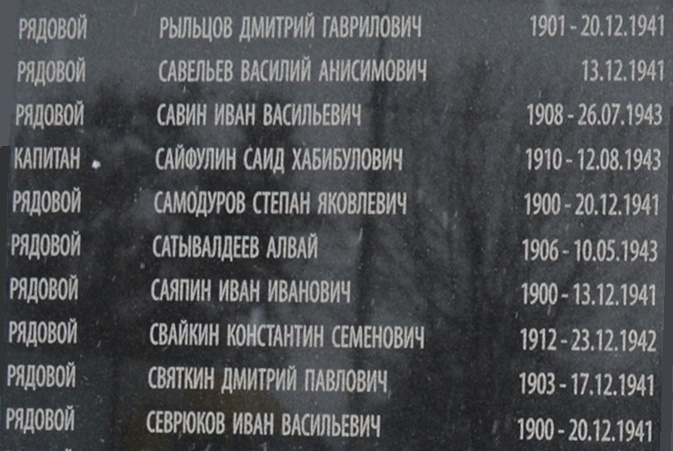 РЯДОВОЙ РЫЛЬЦОВ ДМИТРИЙ ГАВРИЛОВИЧ 1901 - 20.12.1941
РЯДОВОЙ САВЕЛЬЕВ ВАСИЛИЙ АНИСИМОВИЧ 13.12.1941
РЯДОВОЙ САВИН ИВАН ВАСИЛЬЕВИЧ 1908 - 26.07.1943
КАПИТАН САЙФУЛИН САИД ХАБИБУЛОВИЧ 1910 - 12.08.1943
РЯДОВОЙ САМОДУРОВ СТЕПАН ЯКОВЛЕВИЧ 1900 - 20.12.1941
РЯДОВОЙ САТЫВАЛДЕЕВ АЛВАЙ 1906 - 10.05.1943
РЯДОВОЙ САЯПИН ИВАН ИВАНОВИЧ 1900 - 13.12.1941
РЯДОВОЙ СВАЙКИН КОНСТАНТИН СЕМЕНОВИЧ 1912 - 23.12.1942
РЯДОВОЙ СВЯТКИН ДМИТРИЙ ПАВЛОВИЧ 1903 - 17.12.1941
РЯДОВОЙ СЕВРЮКОВ ИВАН ВАСИЛЬЕВИЧ 1900 - 20.12.1941